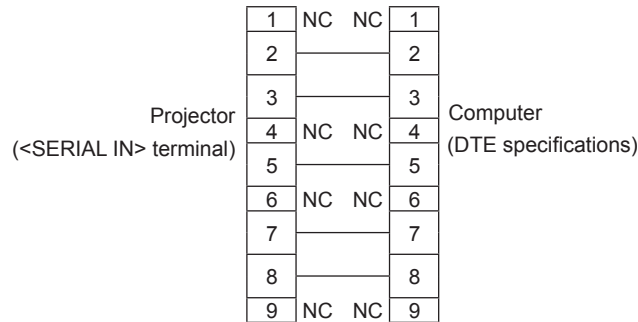 1 NC NC 1
2 2
3 3
Projector
(<SERIAL IN> terminal)
4 NC NC 4
Computer
(DTE specifications)
5 5
6 NC NC 6
7 7
8 8
9 NC NC 9